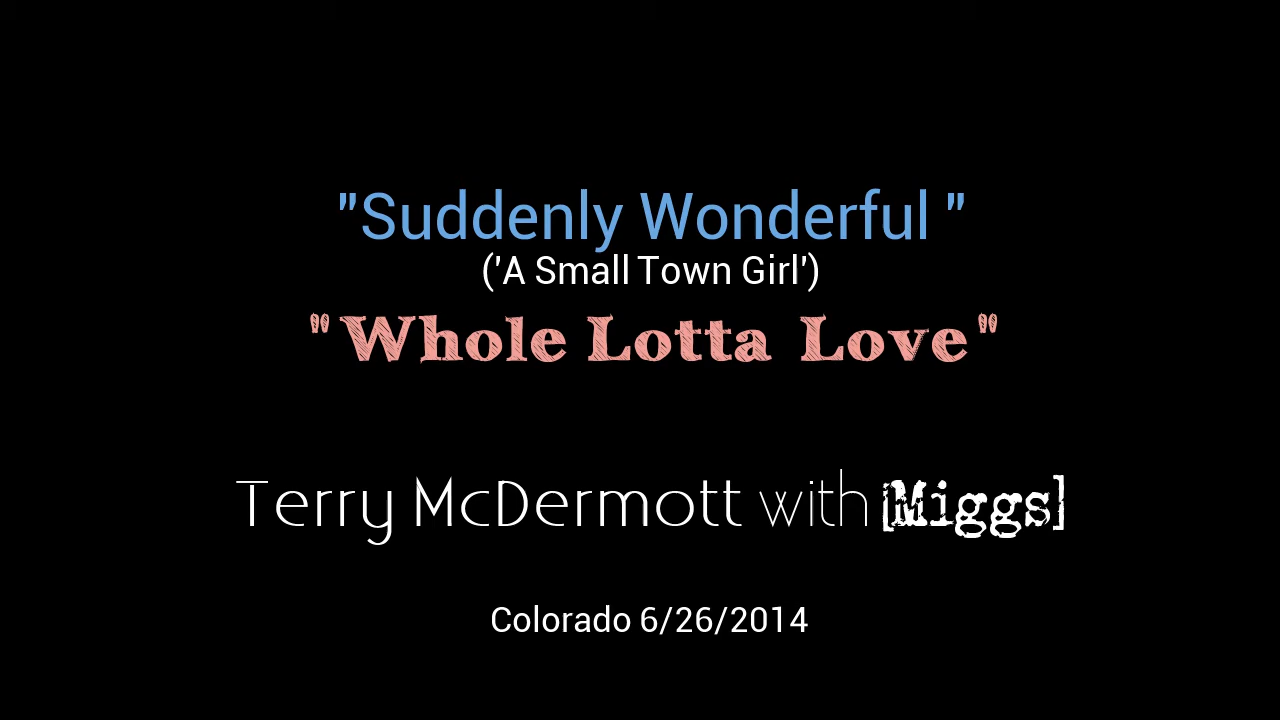 "Suddenly Wonderful "
('A Small Town Girl')
"Whole Lotta Love"
Terry McDermott with [Miggs]
Colorado 6/26/2014